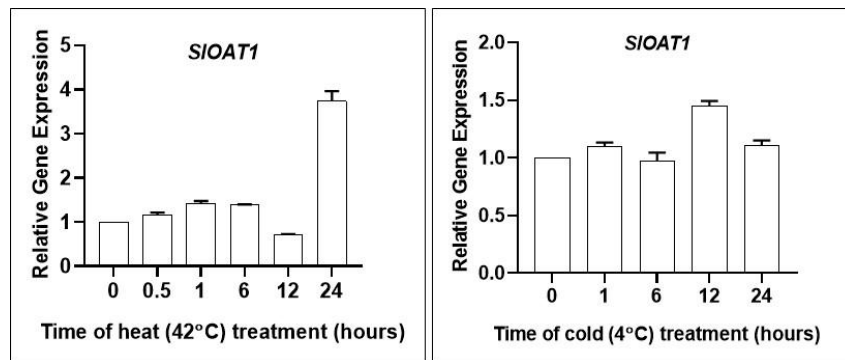 SlOAT1
Relative Gene Expression
5
4
3
2
1
0
0 0.5 1 6 12 24
Time of heat (42°C) treatment (hours)
SlOAT1
Relative Gene Expression
2.0
1.5
1.0
0.5
0.0
0 1 6 12 24
Time of cold (4°C) treatment (hours)